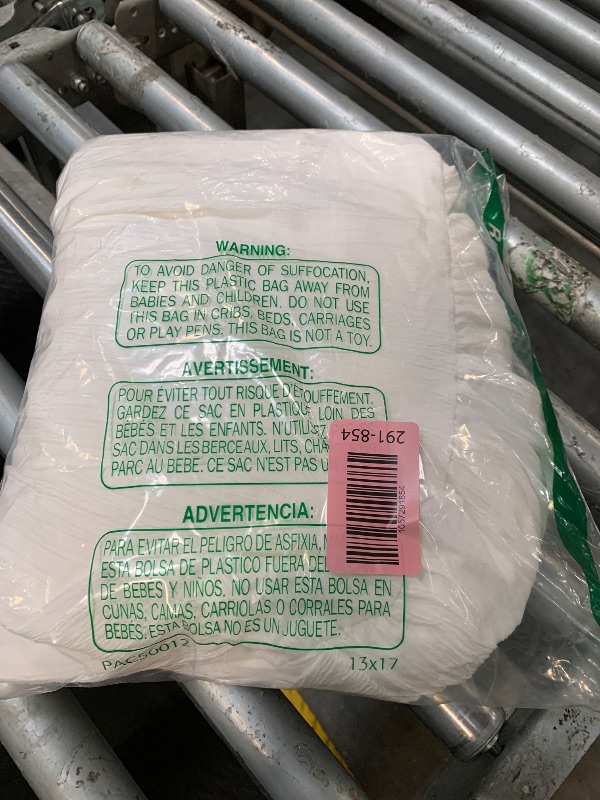 WARNING:
TO AVOID DANGER OF SUFFOCATION,
KEEP THIS PLASTIC BAG AWAY FROM
BABIES AND CHILDREN. DO NOT USE
THIS BAG IN CRIBS, BEDS, CARRIAGES
OR PLAY PENS. THIS BAG IS NOT A TOY.
AVERTISSEMENT:
POUR ÉVITER TOUT RISQUE D'ETOUFFEMENT.
GARDEZ CE SAC EN PLASTIQUE LOIN DES
BÉBÉS ET LES ENFANTS. N'UTILISEZ
SAC DANS LES BERCEAUX, LITS, CHA
PARC AU BEBE. CE SAC N'EST PAS U
291-854
1057291854
ADVERTENCIA:
PARA EVITAR EL PELIGRO DE ASFIXIA,
ESTA BOLSA DE PLASTICO FUERA DEL
DE BEBES Y NIÑOS. NO USAR ESTA BOLSA EN
CUNAS, CAMAS, CARRIOLAS O CORRALES PARA
BEBES. ESTA BOLSA NO ES UN JUGUETE.
PAC50012
13x17
R